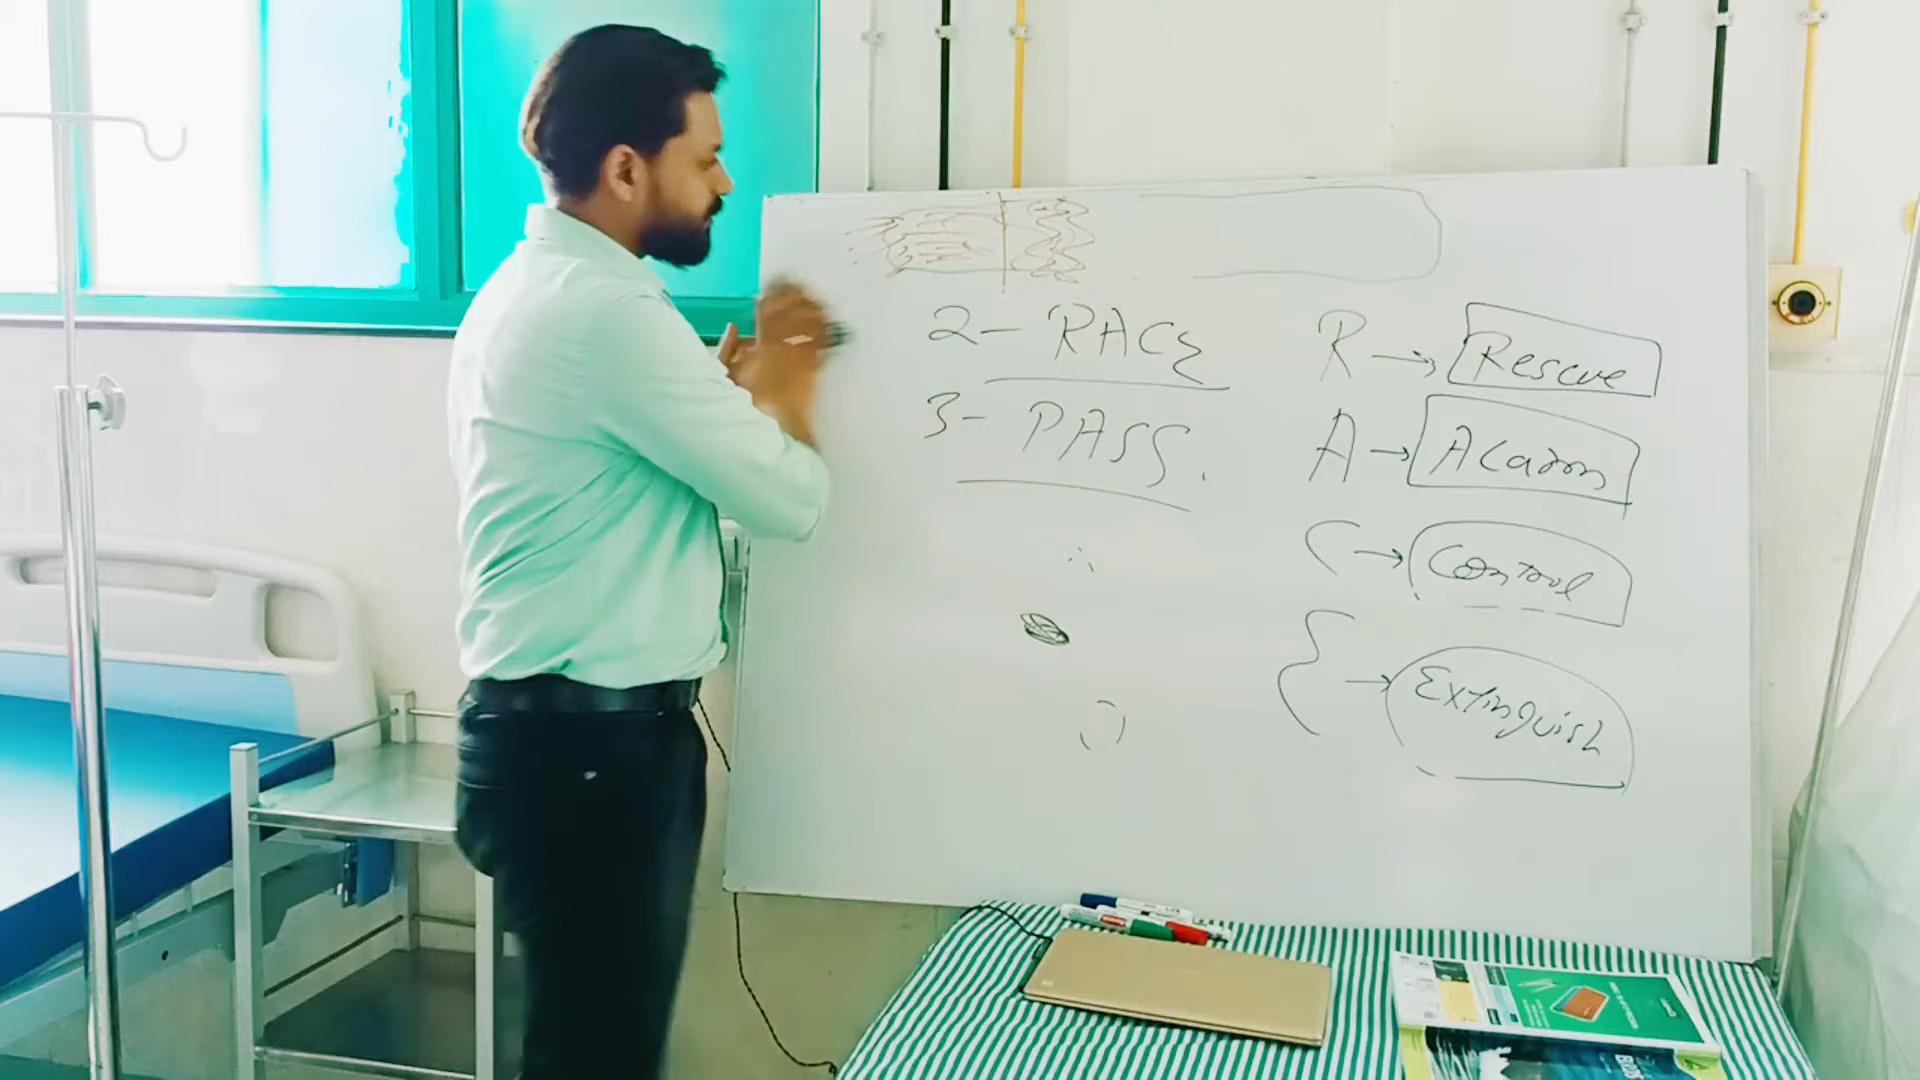 2- RACE
3- PASS.
R → Rescue
A → Alarm
C → Control
E → Extinguish